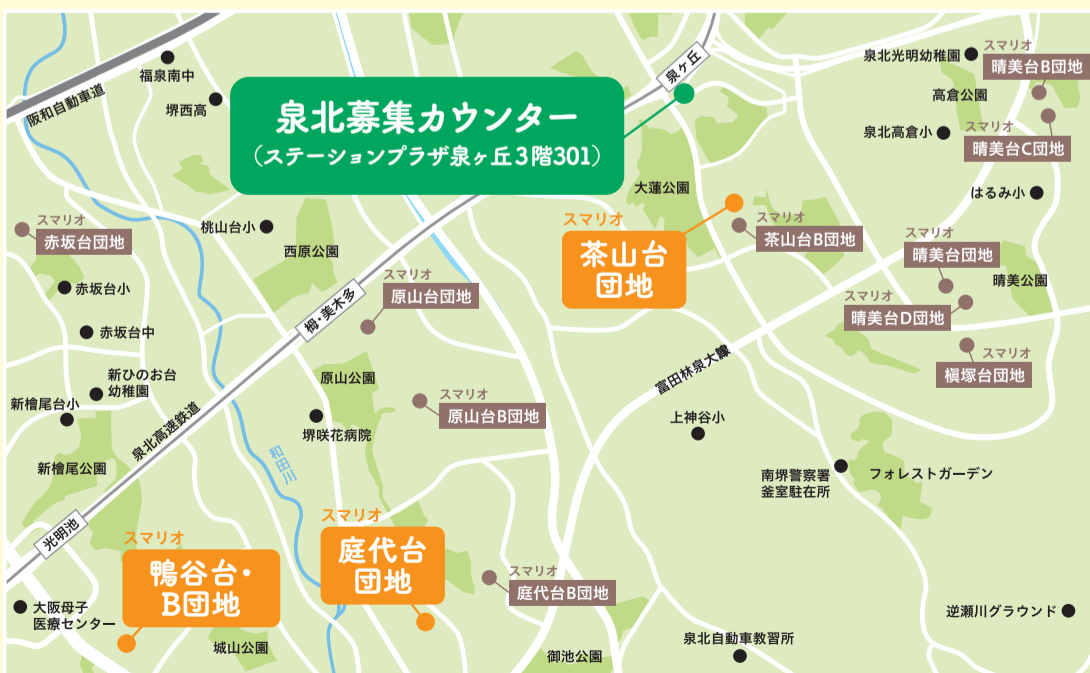 阪和自動車道
福泉南中
堺西高
泉北募集カウンター
（ステーションプラザ泉ヶ丘3階301）
泉ヶ丘
泉北光明幼稚園
スマリオ
晴美台B団地
高倉公園
泉北高倉小
スマリオ
晴美台C団地
はるみ小
大蓮公園
スマリオ
茶山台
団地
スマリオ
茶山台B団地
スマリオ
晴美台団地
晴美公園
スマリオ
晴美台D団地
スマリオ
槇塚台団地
スマリオ
赤坂台団地
桃山台小
西原公園
赤坂台小
赤坂台中
新ひのお台
幼稚園
新檜尾台小
新檜尾公園
泉北高速鉄道
栂・美木多
スマリオ
原山台団地
原山公園
スマリオ
原山台B団地
堺咲花病院
和田川
富田林泉大線
上神谷小
南堺警察署
釜室駐在所
フォレストガーデン
光明池
スマリオ
鴨谷台・
B団地
スマリオ
庭代台
団地
スマリオ
庭代台B団地
大阪母子
医療センター
城山公園
御池公園
泉北自動車教習所
逆瀬川グラウンド